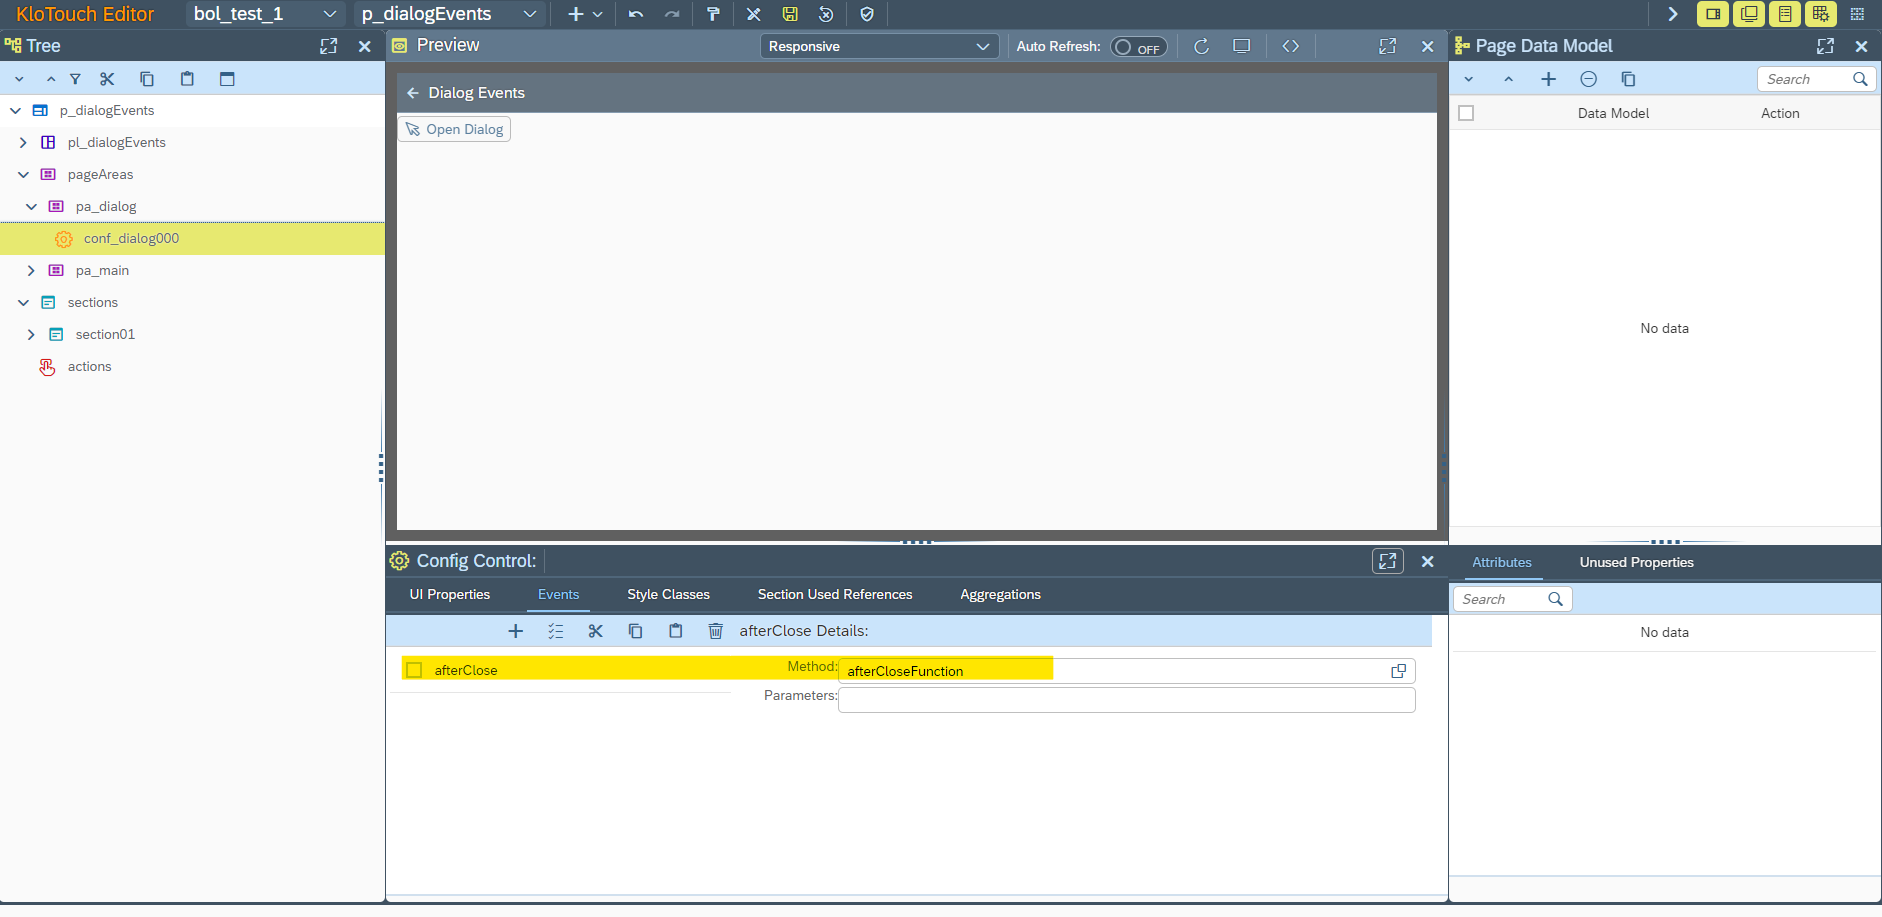 KloTouch Editor bol_test_1 p_dialogEvents
Tree
p_dialogEvents
pl_dialogEvents
pageAreas
pa_dialog
conf_dialog000
pa_main
sections
section01
actions
Preview Responsive Auto Refresh: OFF
Dialog Events
Open Dialog
Config Control:
UI Properties Events Style Classes Section Used References Aggregations
afterClose Details:
afterClose Method: afterCloseFunction
Parameters:
Page Data Model
Search
Data Model Action
No data
Attributes Unused Properties
Search
No data